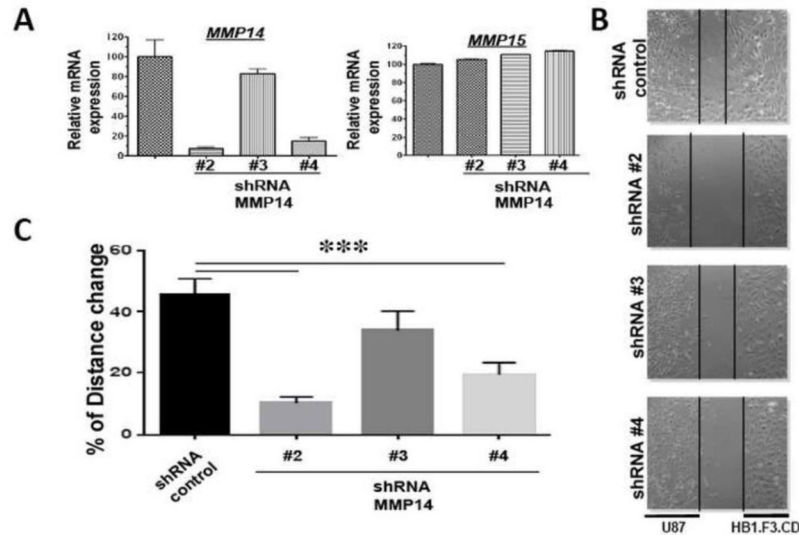 A
MMP14
Relative mRNA
expression
120
100
80
60
40
20
0
#2 #3 #4
shRNA
MMP14
MMP15
Relative mRNA
expression
120
100
80
60
40
20
0
#2 #3 #4
shRNA
MMP14
B
shRNA
control
shRNA #2
shRNA #3
shRNA #4
U87 HB1.F3.CD
C
***
% of Distance change
60
40
20
0
shRNA
control
#2 #3 #4
shRNA
MMP14